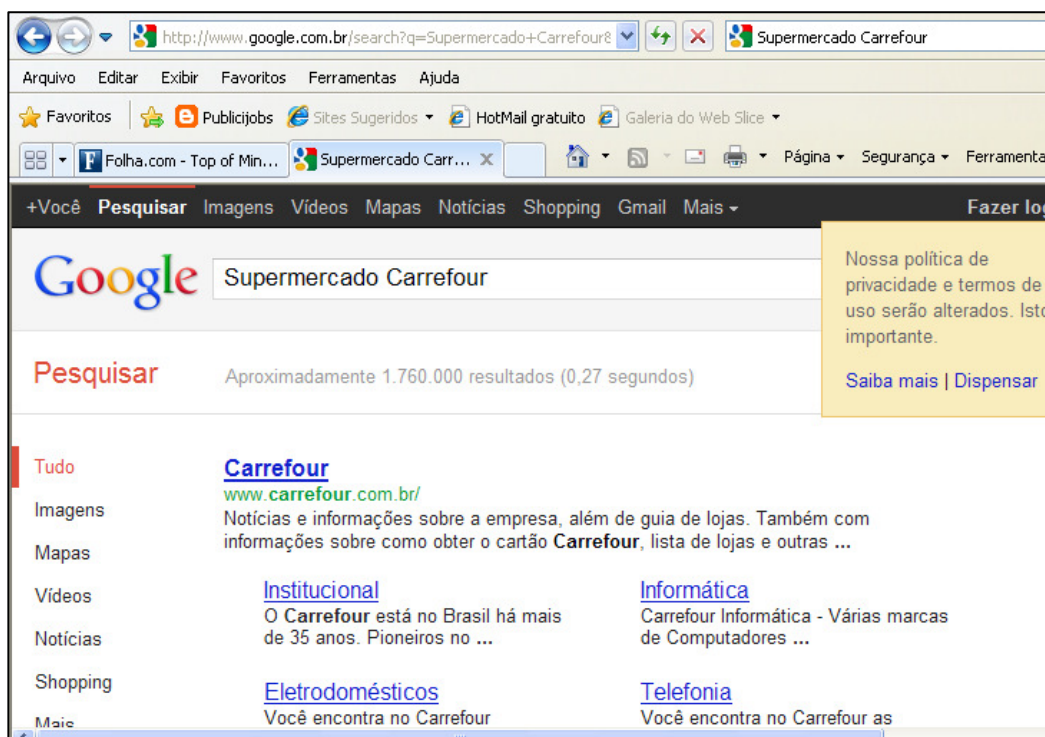 http://www.google.com.br/search?q=Supermercado+Carrefour& Supermercado Carrefour
Arquivo Editar Exibir Favoritos Ferramentas Ajuda
Favoritos Publicijobs Sites Sugeridos HotMail gratuito Galeria do Web Slice
Folha.com - Top of Min... Supermercado Carr... Página Segurança Ferramenta
+Você Pesquisar Imagens Vídeos Mapas Notícias Shopping Gmail Mais Fazer log
Nossa política de
privacidade e termos de
uso serão alterados. Isto
importante.
Saiba mais | Dispensar
Google Supermercado Carrefour
Pesquisar Aproximadamente 1.760.000 resultados (0,27 segundos)
Tudo
Imagens
Mapas
Vídeos
Notícias
Shopping
Mais
Carrefour
www.carrefour.com.br/
Notícias e informações sobre a empresa, além de guia de lojas. Também com
informações sobre como obter o cartão Carrefour, lista de lojas e outras ...
Institucional
O Carrefour está no Brasil há mais
de 35 anos. Pioneiros no ...
Informática
Carrefour Informática - Várias marcas
de Computadores ...
Eletrodomésticos
Você encontra no Carrefour
Telefonia
Você encontra no Carrefour as